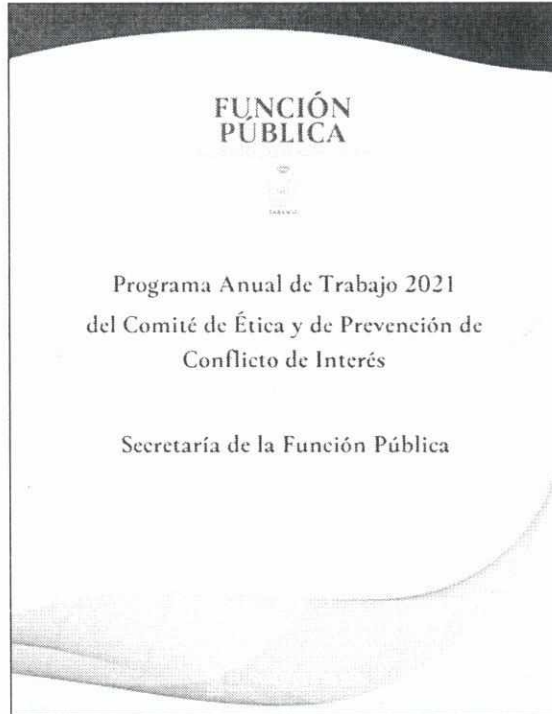 FUNCIÓN
PÚBLICA
TABASCO
Programa Anual de Trabajo 2021
del Comité de Ética y de Prevención de
Conflicto de Interés
Secretaría de la Función Pública